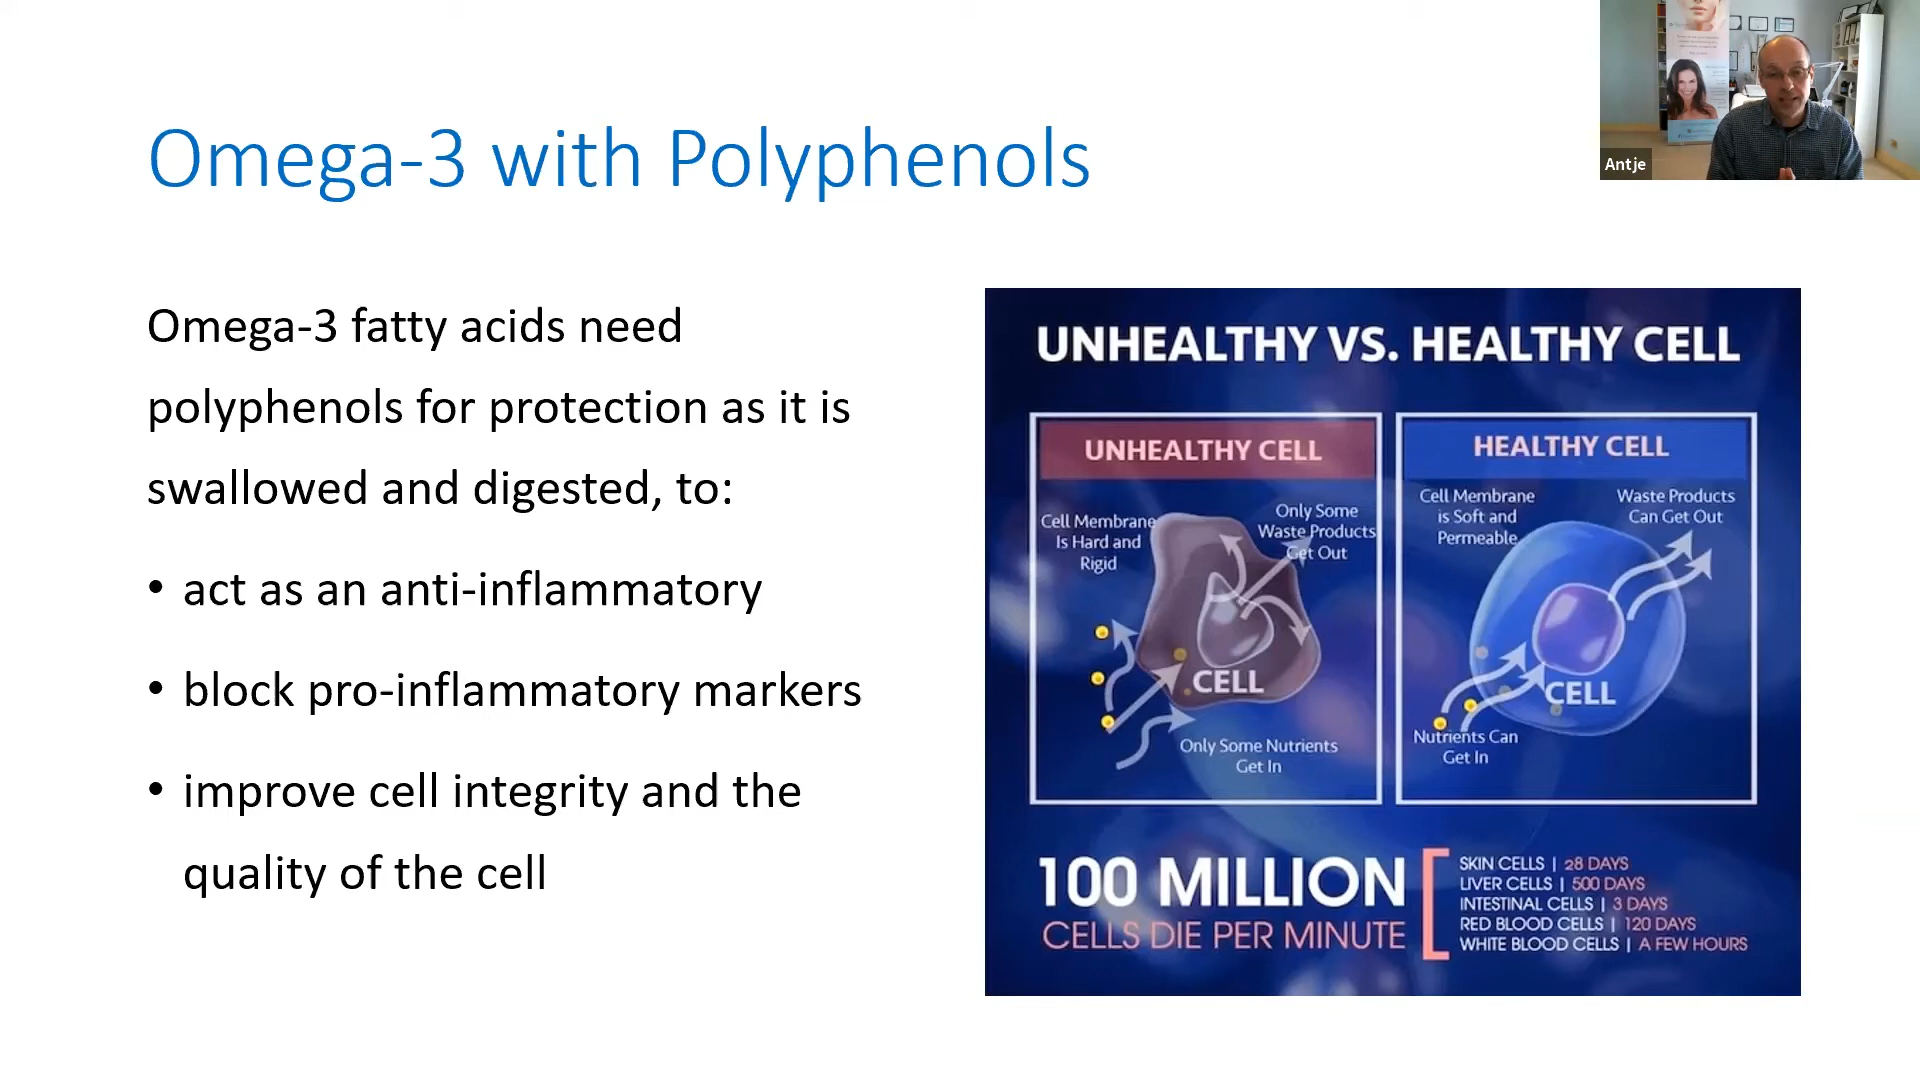 Omega-3 with Polyphenols
Antje
Omega-3 fatty acids need
polyphenols for protection as it is
swallowed and digested, to:
• act as an anti-inflammatory
• block pro-inflammatory markers
• improve cell integrity and the
quality of the cell
UNHEALTHY VS. HEALTHY CELL
UNHEALTHY CELL
Cell Membrane
Is Hard and
Rigid
Only Some
Waste Products
Get Out
CELL
Only Some Nutrients
Get In
HEALTHY CELL
Cell Membrane
is Soft and
Permeable
Waste Products
Can Get Out
CELL
Nutrients Can
Get In
100 MILLION
CELLS DIE PER MINUTE
SKIN CELLS | 28 DAYS
LIVER CELLS | 500 DAYS
INTESTINAL CELLS | 3 DAYS
RED BLOOD CELLS | 120 DAYS
WHITE BLOOD CELLS | A FEW HOURS